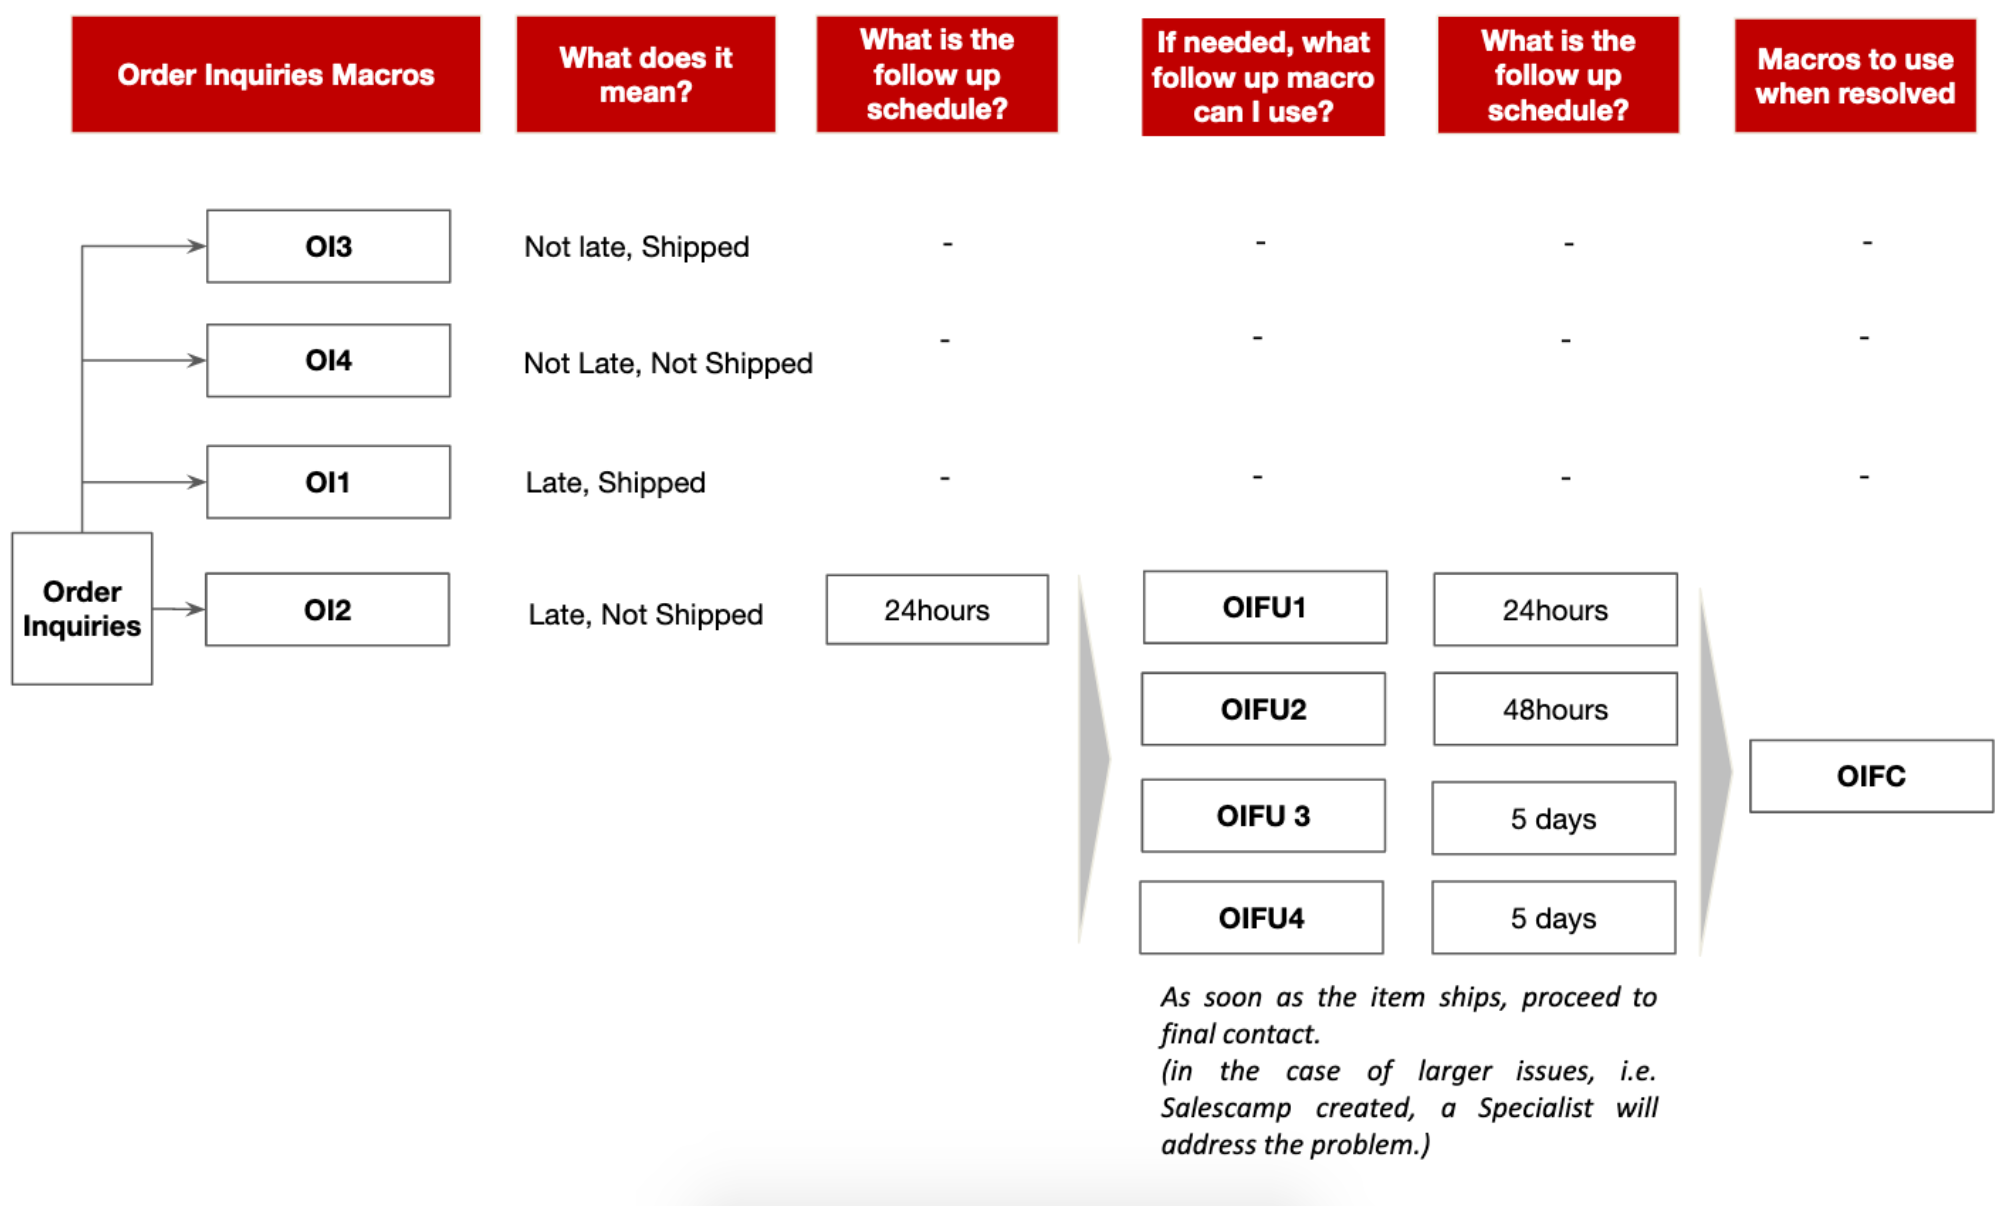 Order Inquiries Macros
What does it
mean?
What is the
follow up
schedule?
If needed, what
follow up macro
can I use?
What is the
follow up
schedule?
Macros to use
when resolved
OI3
Not late, Shipped
-
-
-
-
OI4
Not Late, Not Shipped
-
-
-
-
OI1
Late, Shipped
-
-
-
-
Order
Inquiries
OI2
Late, Not Shipped
24hours
OIFU1
24hours
OIFU2
48hours
OIFU 3
5 days
OIFU4
5 days
OIFC
As soon as the item ships, proceed to
final contact.
(in the case of larger issues, i.e.
Salescamp created, a Specialist will
address the problem.)